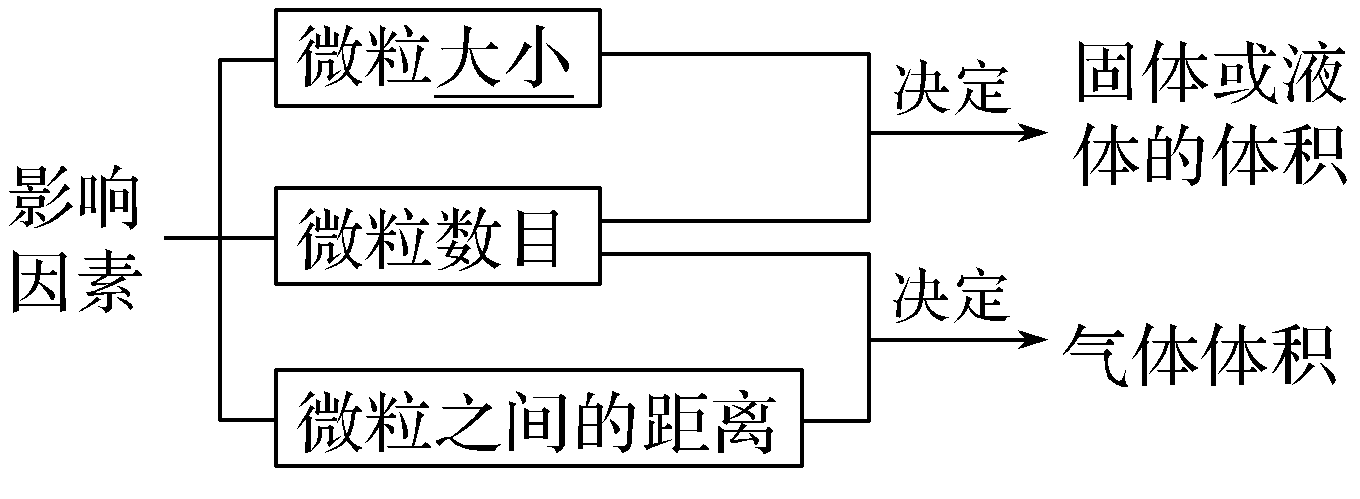 影响
因素
微粒大小
微粒数目
微粒之间的距离
决定
固体或液
体的体积
决定
气体体积